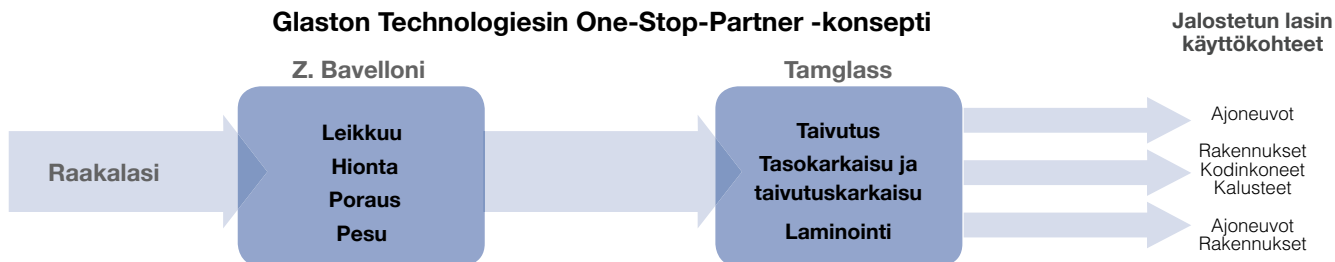 Glaston Technologiesin One-Stop-Partner -konsepti
Jalostetun lasin
käyttökohteet
Z. Bavelloni
Tamglass
Raakalasi
Leikkuu
Hionta
Poraus
Pesu
Taivutus
Tasokarkaisu ja
taivutuskarkaisu
Laminointi
Ajoneuvot
Rakennukset
Kodinkoneet
Kalusteet
Ajoneuvot
Rakennukset